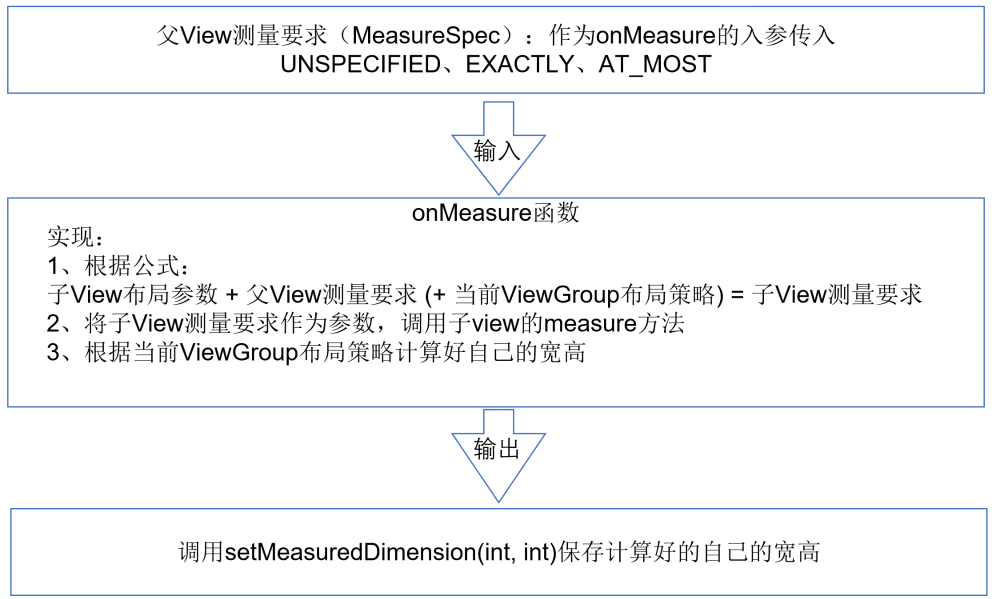 父View测量要求（MeasureSpec）：作为onMeasure的入参传入
UNSPECIFIED、EXACTLY、AT_MOST
输入
onMeasure函数
实现：
1、根据公式：
子View布局参数 + 父View测量要求 (+ 当前ViewGroup布局策略) = 子View测量要求
2、将子View测量要求作为参数，调用子view的measure方法
3、根据当前ViewGroup布局策略计算好自己的宽高
输出
调用setMeasuredDimension(int, int)保存计算好的自己的宽高